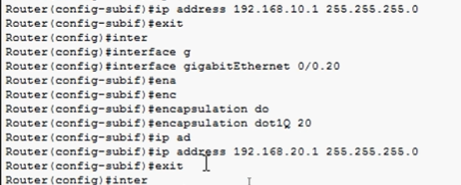 Router(config-subif)#ip address 192.168.10.1 255.255.255.0
Router(config-subif)#exit
Router(config)#inter
Router(config)#interface g
Router(config)#interface gigabitEthernet 0/0.20
Router(config-subif)#ena
Router(config-subif)#enc
Router(config-subif)#encapsulation do
Router(config-subif)#encapsulation dot1Q 20
Router(config-subif)#ip ad
Router(config-subif)#ip address 192.168.20.1 255.255.255.0
Router(config-subif)#exit
Router(config)#inter